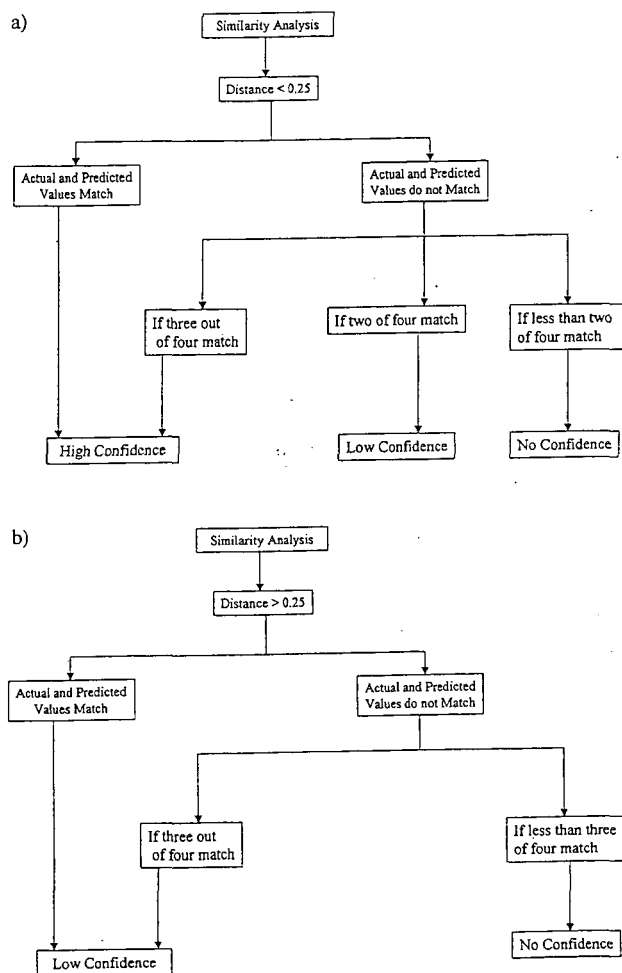 a)
Similarity Analysis
Distance < 0.25
Actual and Predicted
Values Match
Actual and Predicted
Values do not Match
If three out
of four match
If two of four match
If less than two
of four match
High Confidence
Low Confidence
No Confidence
b)
Similarity Analysis
Distance > 0.25
Actual and Predicted
Values Match
Actual and Predicted
Values do not Match
If three out
of four match
If less than three
of four match
Low Confidence
No Confidence